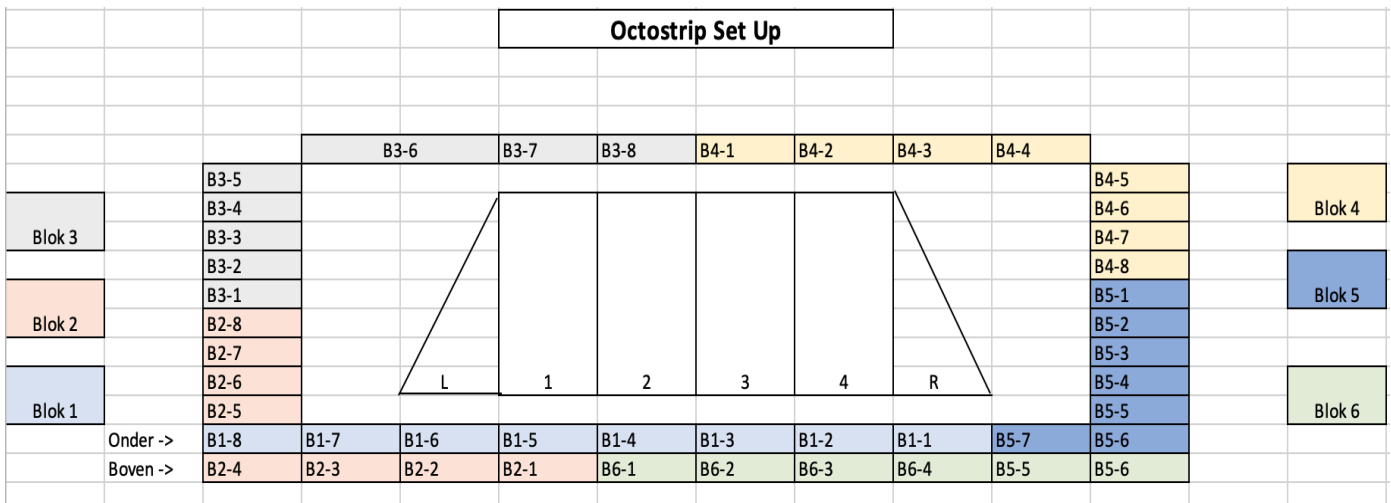 Octostrip Set Up
B3-6 B3-7 B3-8 B4-1 B4-2 B4-3 B4-4
B3-5 B4-5
B3-4 B4-6 Blok 4
Blok 3 B3-3 B4-7
B3-2 B4-8
B3-1 B5-1 Blok 5
Blok 2 B2-8 B5-2
B2-7 B5-3
B2-6 L 1 2 3 4 R B5-4
Blok 1 B2-5 B5-5 Blok 6
Onder -> B1-8 B1-7 B1-6 B1-5 B1-4 B1-3 B1-2 B1-1 B5-7 B5-6
Boven -> B2-4 B2-3 B2-2 B2-1 B6-1 B6-2 B6-3 B6-4 B5-5 B5-6